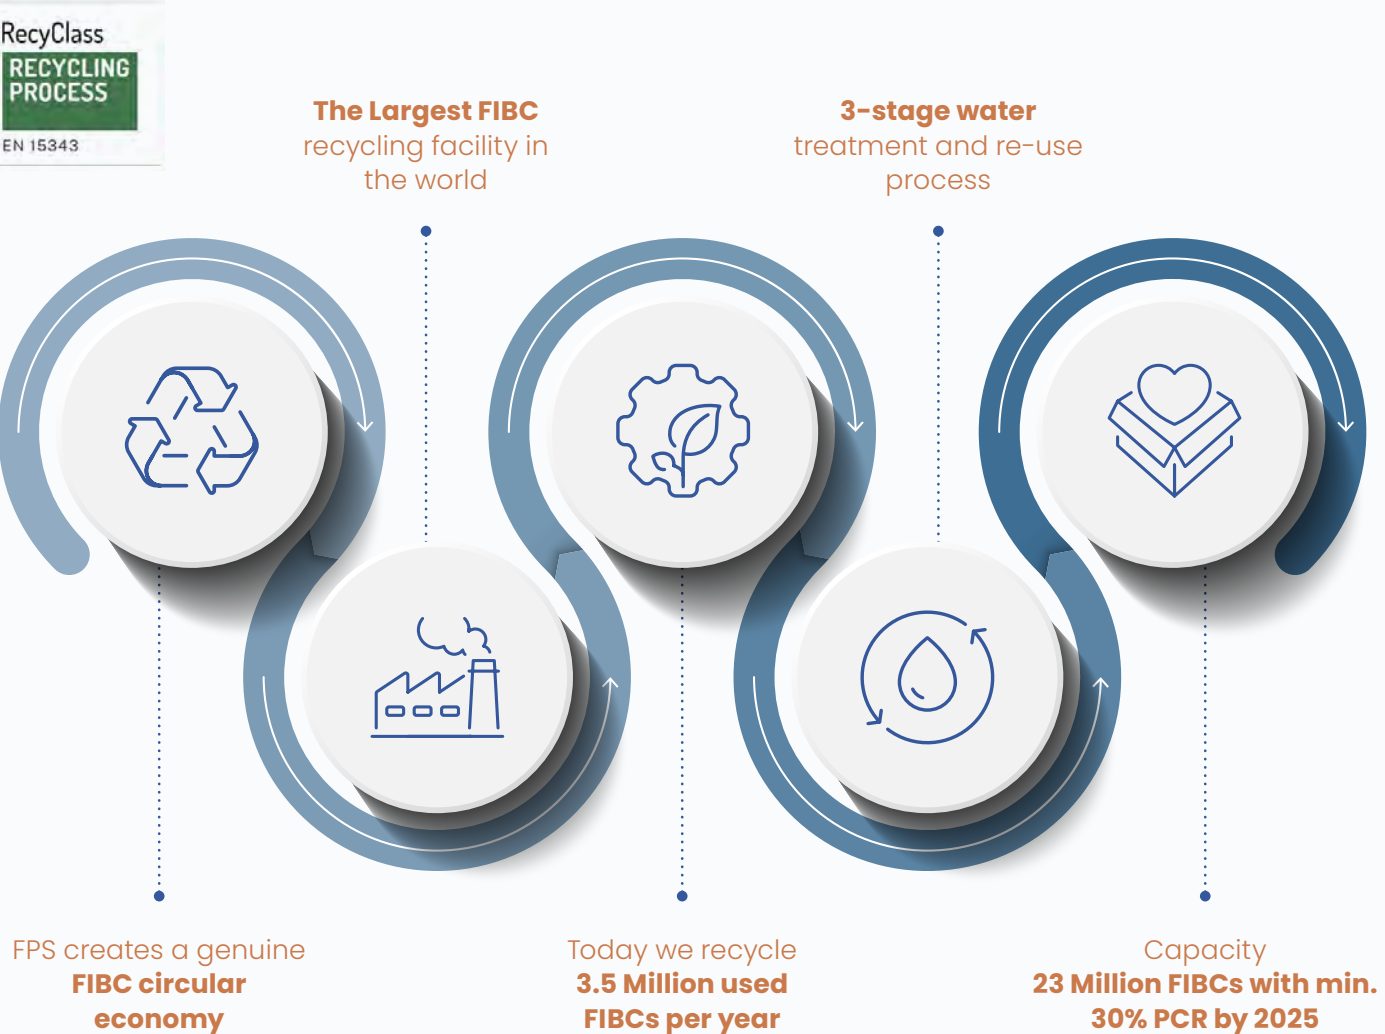 RecyClass
RECYCLING
PROCESS
EN 15343
The Largest FIBC
recycling facility in
the world
3-stage water
treatment and re-use
process
FPS creates a genuine
FIBC circular
economy
Today we recycle
3.5 Million used
FIBCs per year
Capacity
23 Million FIBCs with min.
30% PCR by 2025